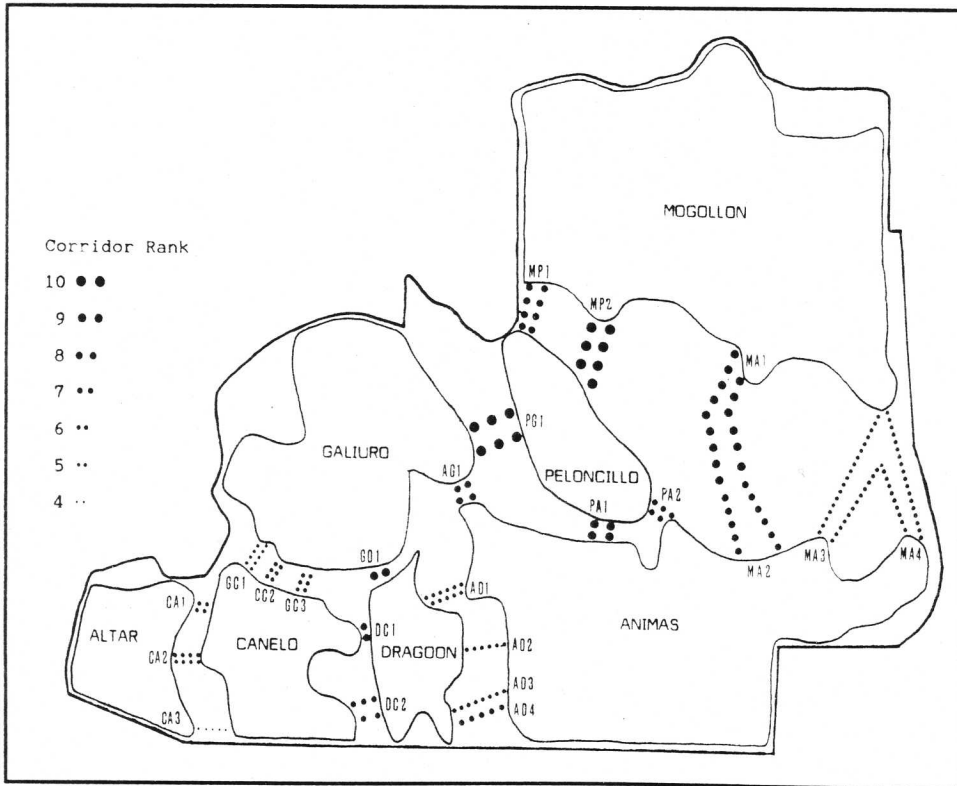 MOGOLLON
Corridor Rank
10
9
8
7
6
5
4
MP1
MP2
MA1
PG1
GALIURO
AG1
PELONCILLO
PA1
PA2
GD1
MA2
MA3
MA4
GC1
CC2
GC3
AD1
CA1
ALTAR
CANELO
DC1
DRAGOON
ANIMAS
AD2
CA2
AD3
DC2
AD4
CA3